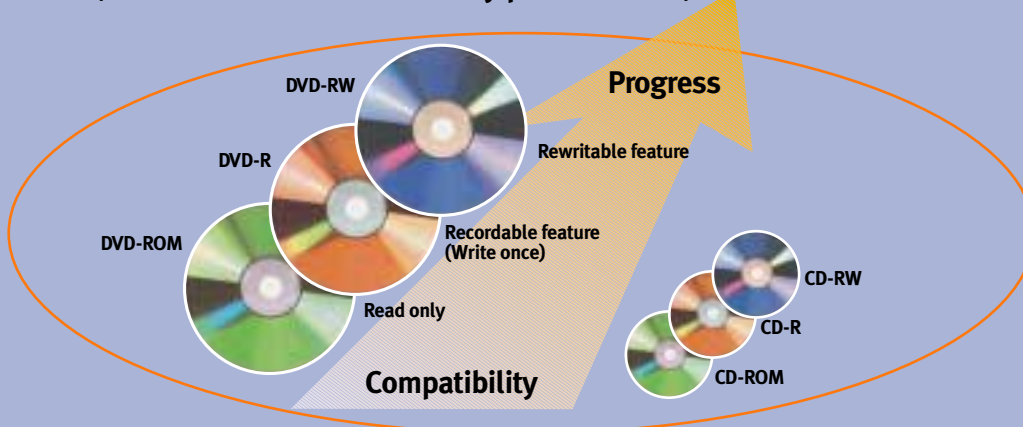 DVD-RW
Progress
Rewritable feature
DVD-R
Recordable feature
(Write once)
DVD-ROM
Read only
CD-RW
CD-R
CD-ROM
Compatibility